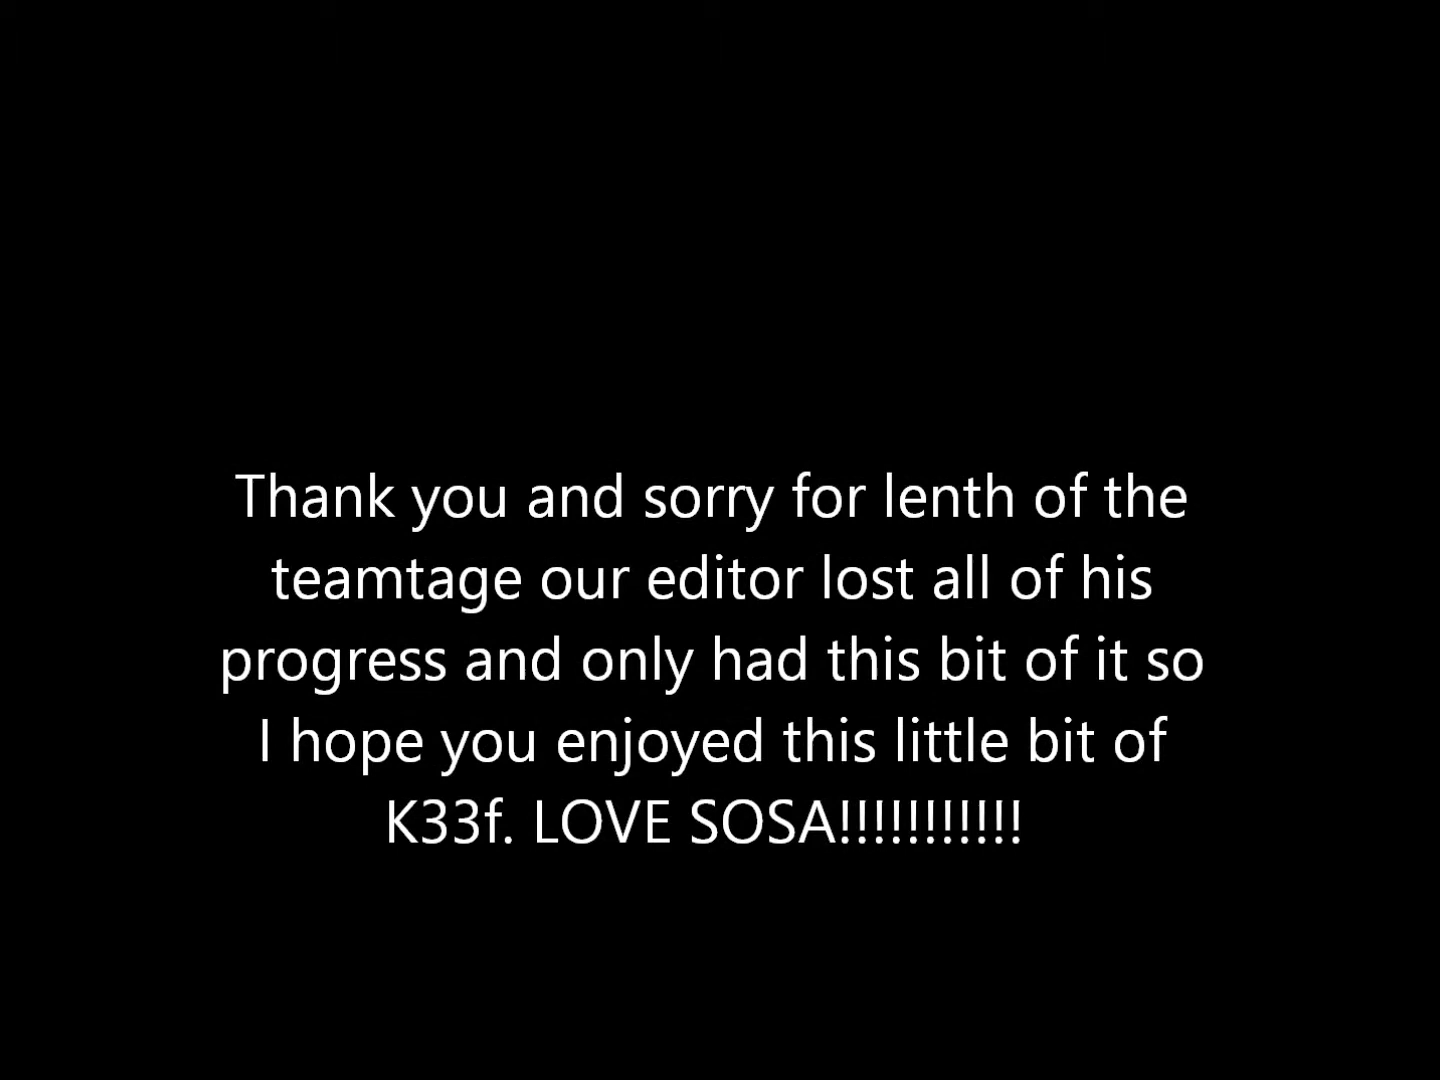 Thank you and sorry for lenth of the
teamtage our editor lost all of his
progress and only had this bit of it so
I hope you enjoyed this little bit of
K33f. LOVE SOSA!!!!!!!!!!!